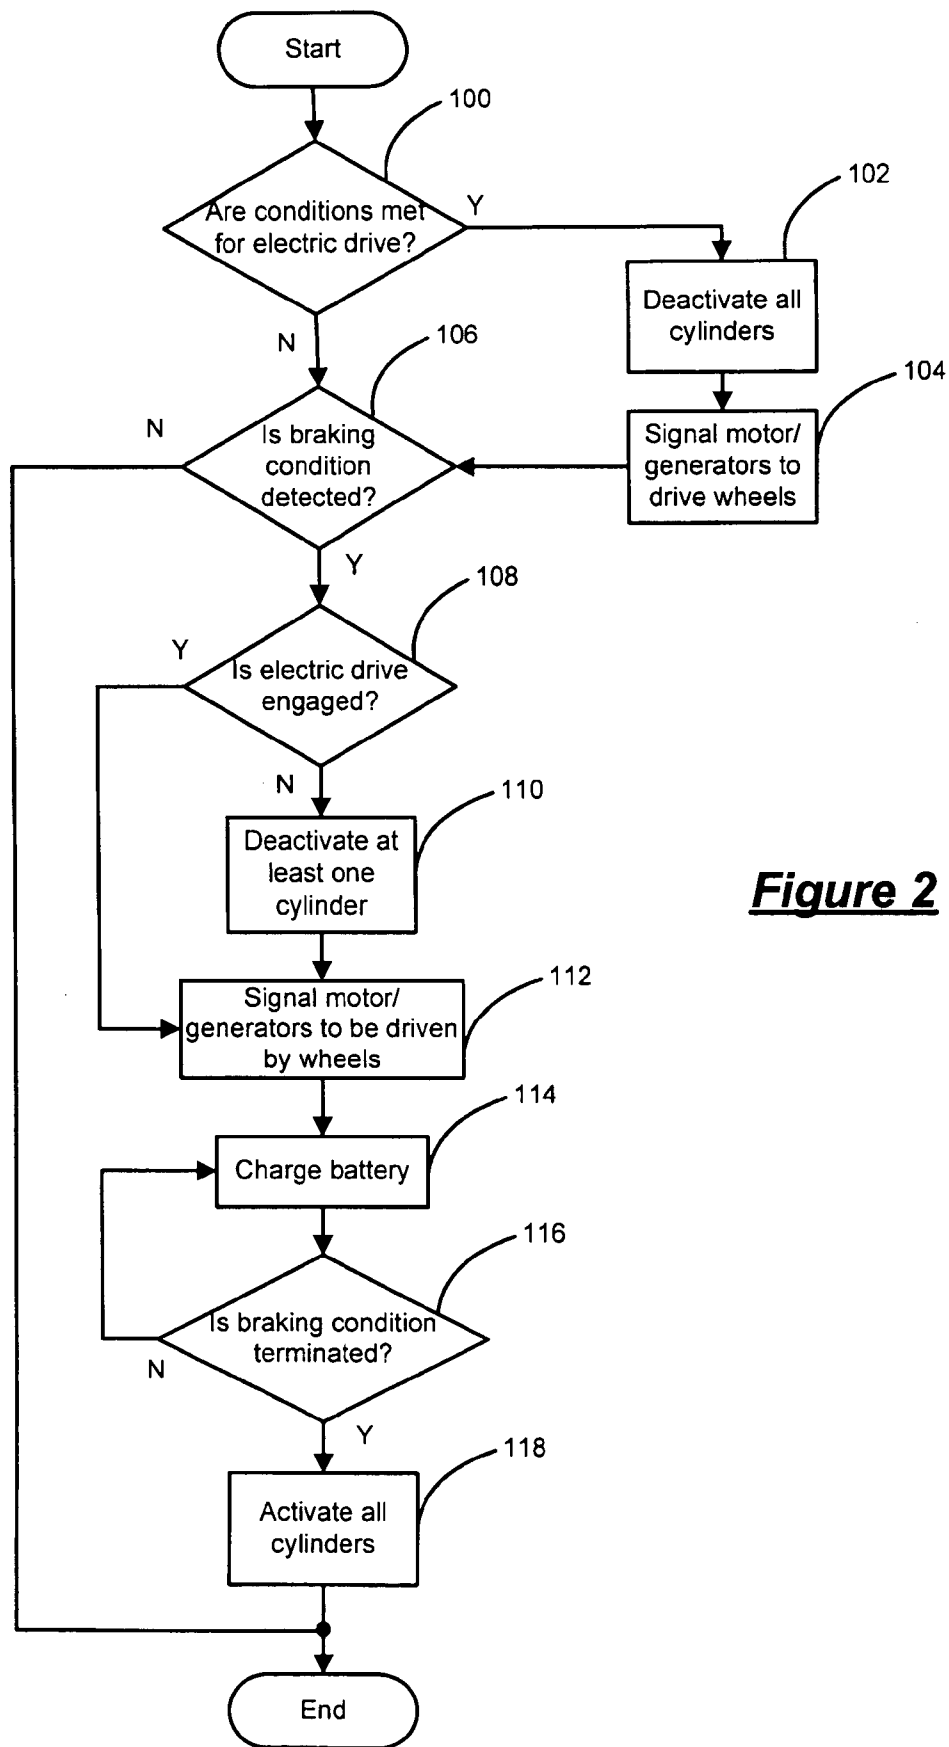 Start
100
Are conditions met
for electric drive?
Y
102
Deactivate all
cylinders
N
106
104
N
Is braking
condition
detected?
Signal motor/
generators to
drive wheels
Y
108
Y
Is electric drive
engaged?
N
110
Deactivate at
least one
cylinder
Figure 2
112
Signal motor/
generators to be driven
by wheels
114
Charge battery
116
Is braking condition
terminated?
N
Y
118
Activate all
cylinders
End